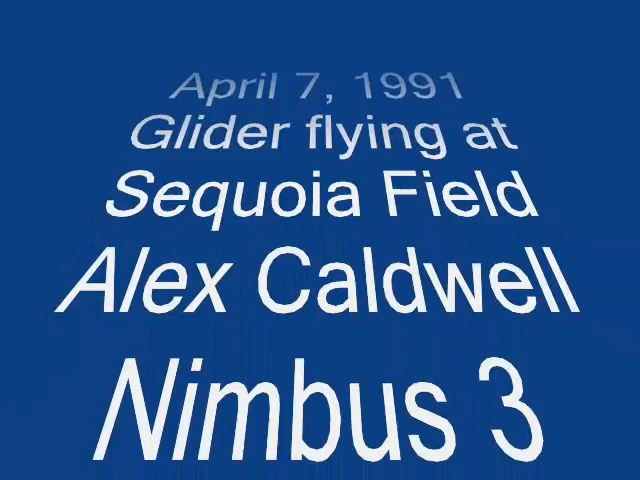 April 7, 1991
Glider flying at
Sequoia Field
Alex Caldwell
Nimbus 3